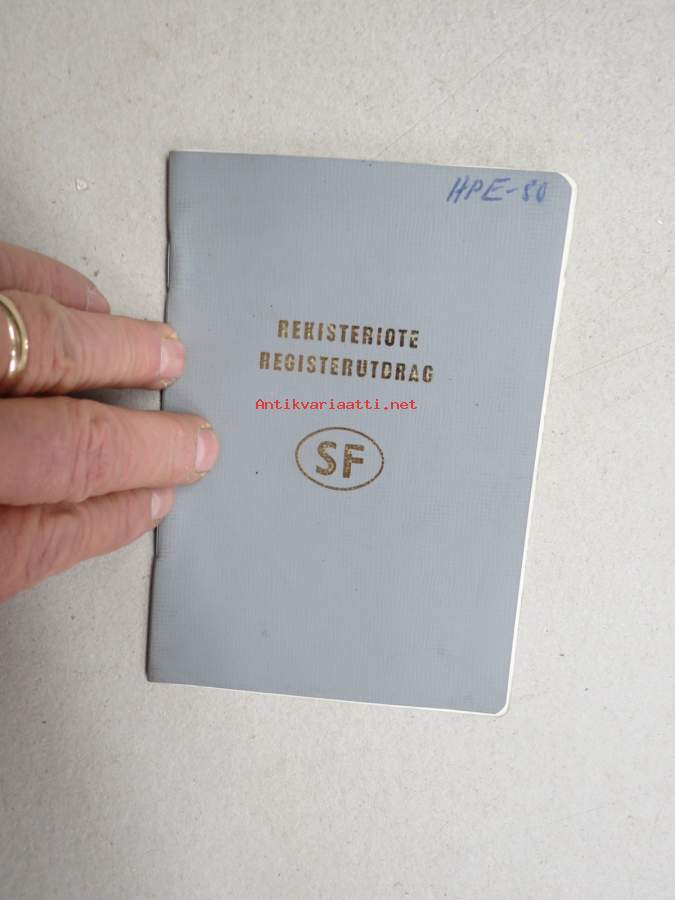 HPE-80
REKISTERIOTE
REGISTERUTDRAG
Antikvariaatti.net
SF